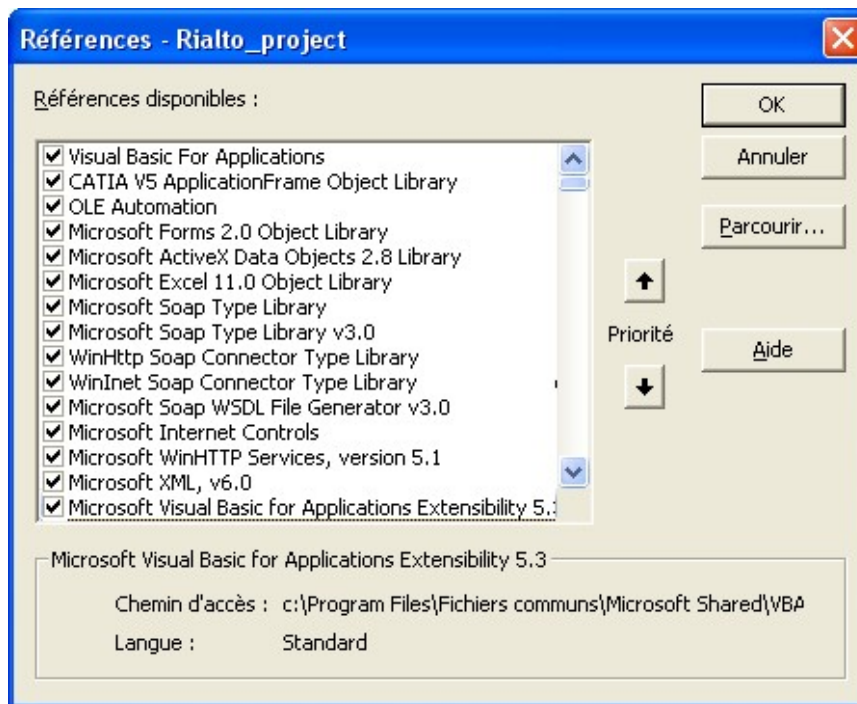 Références - Rialto_project
Références disponibles :
Visual Basic For Applications
CATIA V5 ApplicationFrame Object Library
OLE Automation
Microsoft Forms 2.0 Object Library
Microsoft ActiveX Data Objects 2.8 Library
Microsoft Excel 11.0 Object Library
Microsoft Soap Type Library
Microsoft Soap Type Library v3.0
WinHttp Soap Connector Type Library
WinInet Soap Connector Type Library
Microsoft Soap WSDL File Generator v3.0
Microsoft Internet Controls
Microsoft WinHTTP Services, version 5.1
Microsoft XML, v6.0
Microsoft Visual Basic for Applications Extensibility 5.3
Priorité
OK
Annuler
Parcourir...
Aide
Microsoft Visual Basic for Applications Extensibility 5.3
Chemin d'accès : c:\Program Files\Fichiers communs\Microsoft Shared\VBA
Langue : Standard